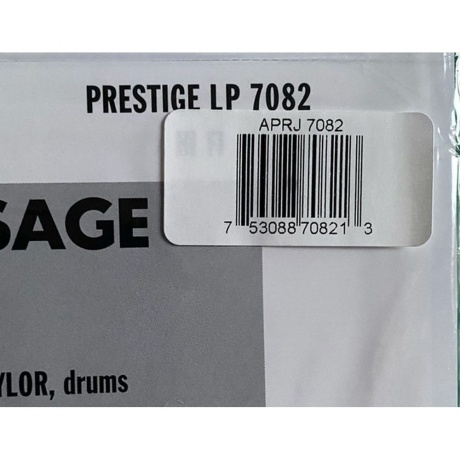 PRESTIGE LP 7082
APRJ 7082
7 53088 70821 3
SAGE
YLOR, drums